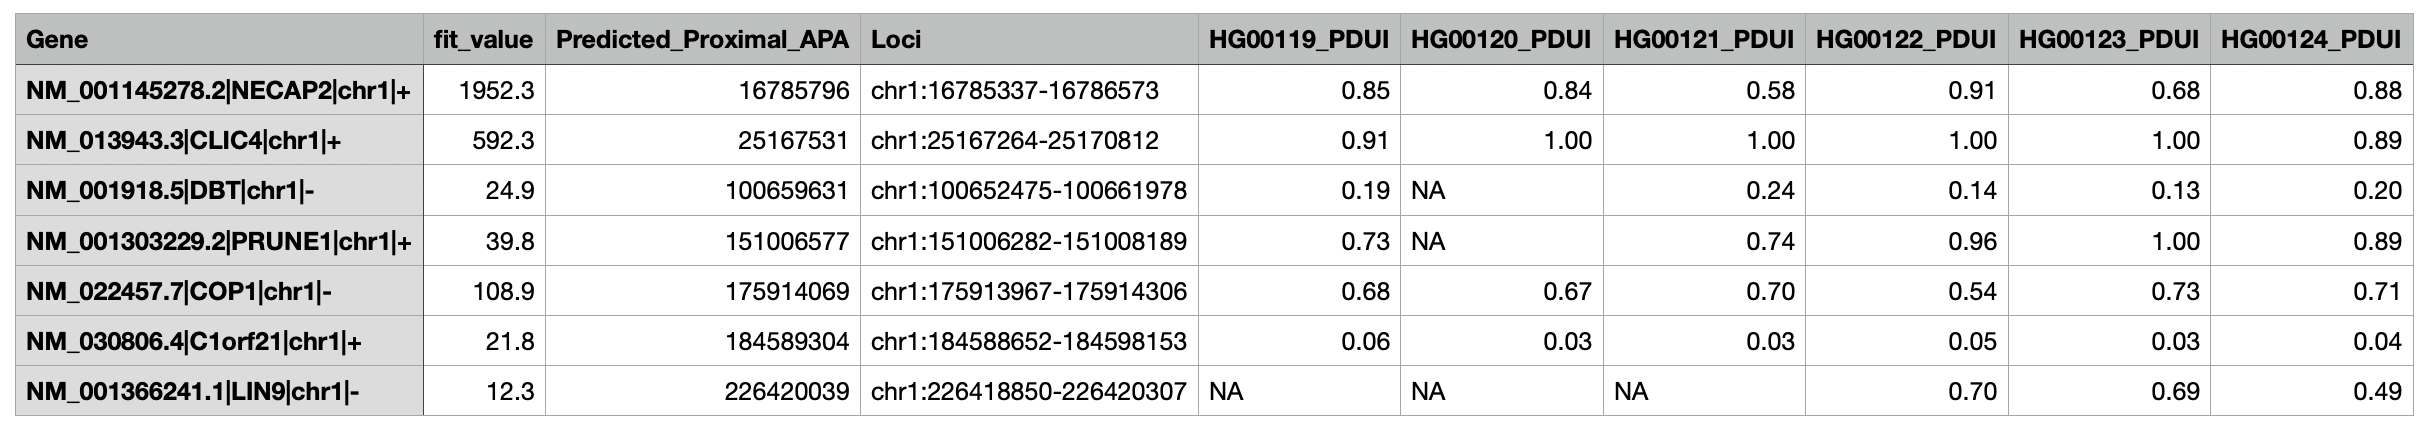 Gene fit_value Predicted_Proximal_APA Loci HG00119_PDUI HG00120_PDUI HG00121_PDUI HG00122_PDUI HG00123_PDUI HG00124_PDUI
NM_001145278.2|NECAP2|chr1|+ 1952.3 16785796 chr1:16785337-16786573 0.85 0.84 0.58 0.91 0.68 0.88
NM_013943.3|CLIC4|chr1|+ 592.3 25167531 chr1:25167264-25170812 0.91 1.00 1.00 1.00 1.00 0.89
NM_001918.5|DBT|chr1|- 24.9 100659631 chr1:100652475-100661978 0.19 NA 0.24 0.14 0.13 0.20
NM_001303229.2|PRUNE1|chr1|+ 39.8 151006577 chr1:151006282-151008189 0.73 NA 0.74 0.96 1.00 0.89
NM_022457.7|COP1|chr1|- 108.9 175914069 chr1:175913967-175914306 0.68 0.67 0.70 0.54 0.73 0.71
NM_030806.4|C1orf21|chr1|+ 21.8 184589304 chr1:184588652-184598153 0.06 0.03 0.03 0.05 0.03 0.04
NM_001366241.1|LIN9|chr1|- 12.3 226420039 chr1:226418850-226420307 NA NA NA 0.70 0.69 0.49